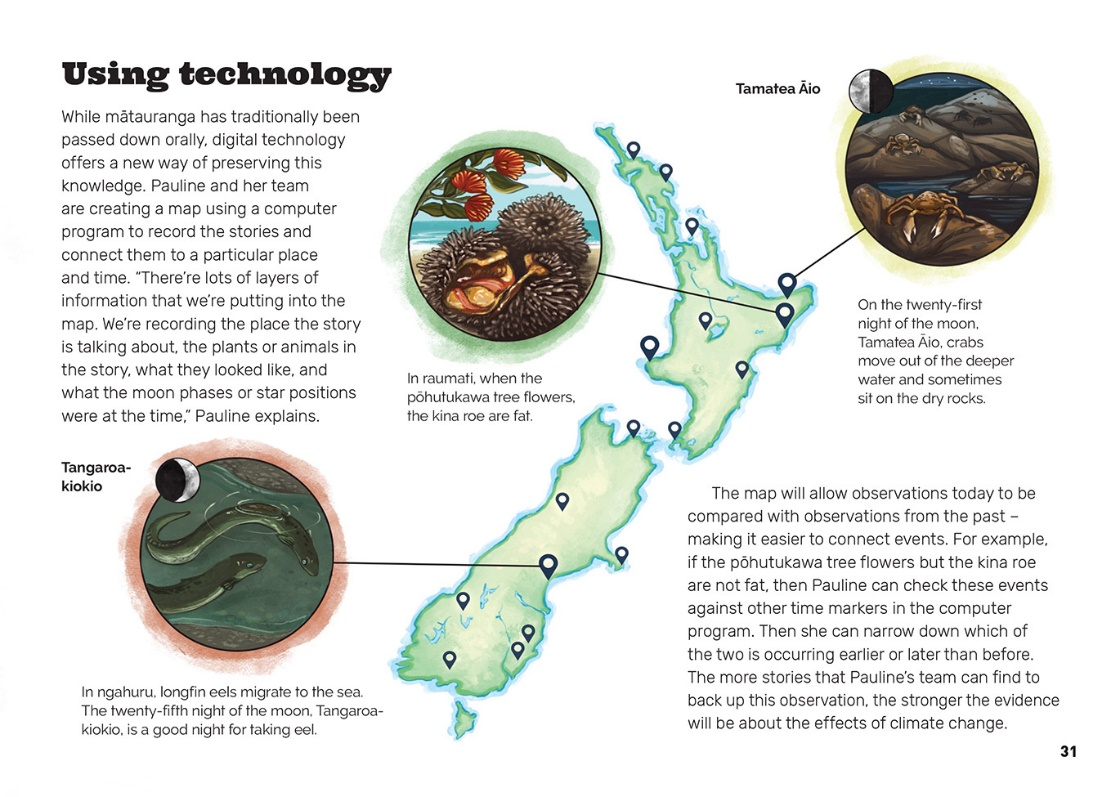 Using technology
While mātauranga has traditionally been
passed down orally, digital technology
offers a new way of preserving this
knowledge. Pauline and her team
are creating a map using a computer
program to record the stories and
connect them to a particular place
and time. “There’re lots of layers of
information that we’re putting into the
map. We’re recording the place the story
is talking about, the plants or animals in
the story, what they looked like, and
what the moon phases or star positions
were at the time,” Pauline explains.
In raumati, when the
pōhutukawa tree flowers,
the kina roe are fat.
Tamatea Āio
On the twenty-first
night of the moon,
Tamatea Āio, crabs
move out of the deeper
water and sometimes
sit on the dry rocks.
Tangaroa-
kiokio
In ngahuru, longfin eels migrate to the sea.
The twenty-fifth night of the moon, Tangaroa-
kiokio, is a good night for taking eel.
The map will allow observations today to be
compared with observations from the past –
making it easier to connect events. For example,
if the pōhutukawa tree flowers but the kina roe
are not fat, then Pauline can check these events
against other time markers in the computer
program. Then she can narrow down which of
the two is occurring earlier or later than before.
The more stories that Pauline’s team can find to
back up this observation, the stronger the evidence
will be about the effects of climate change.
31